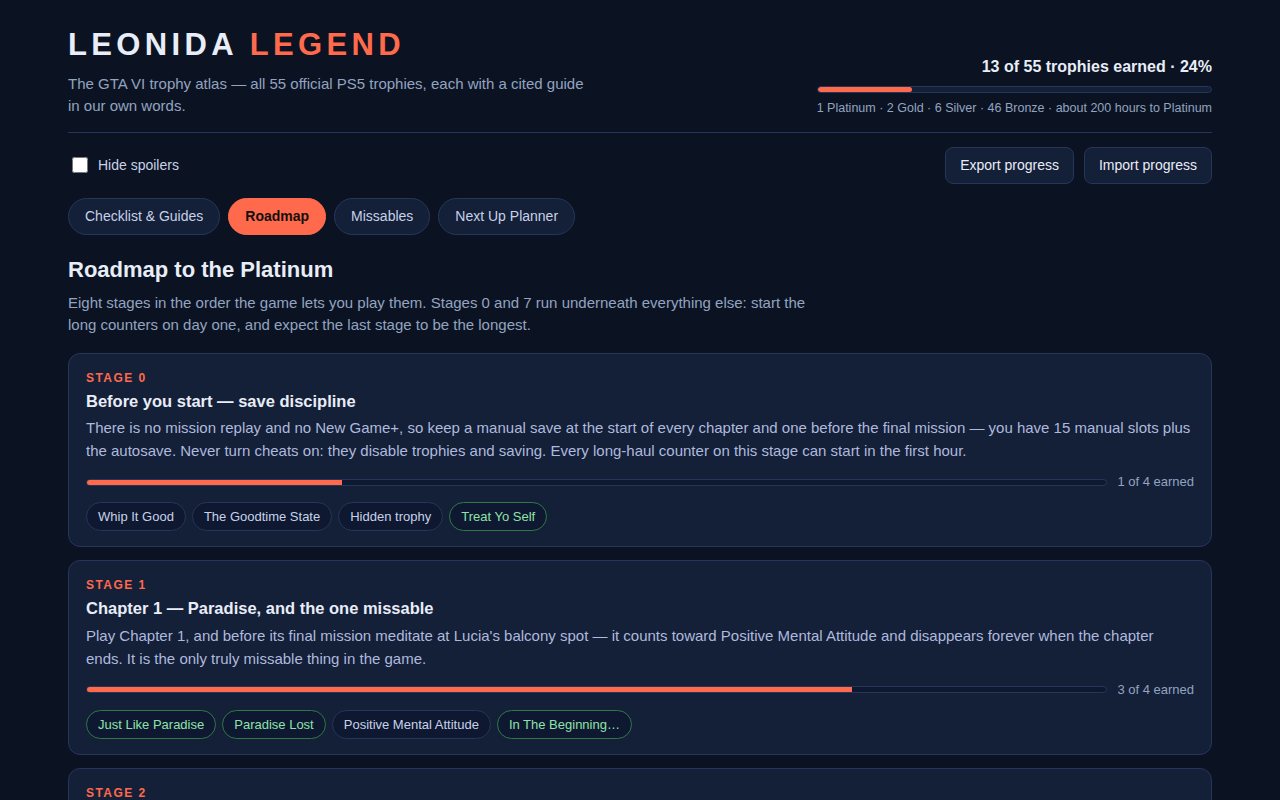 LEONIDA LEGEND
The GTA VI trophy atlas — all 55 official PS5 trophies, each with a cited guide
in our own words.
13 of 55 trophies earned · 24%
1 Platinum · 2 Gold · 6 Silver · 46 Bronze · about 200 hours to Platinum
Hide spoilers
Export progress
Import progress
Checklist & Guides
Roadmap
Missables
Next Up Planner
Roadmap to the Platinum
Eight stages in the order the game lets you play them. Stages 0 and 7 run underneath everything else: start the
long counters on day one, and expect the last stage to be the longest.
STAGE 0
Before you start — save discipline
There is no mission replay and no New Game+, so keep a manual save at the start of every chapter and one before the final mission — you have 15 manual slots plus
the autosave. Never turn cheats on: they disable trophies and saving. Every long-haul counter on this stage can start in the first hour.
1 of 4 earned
Whip It Good
The Goodtime State
Hidden trophy
Treat Yo Self
STAGE 1
Chapter 1 — Paradise, and the one missable
Play Chapter 1, and before its final mission meditate at Lucia's balcony spot — it counts toward Positive Mental Attitude and disappears forever when the chapter
ends. It is the only truly missable thing in the game.
3 of 4 earned
Just Like Paradise
Paradise Lost
Positive Mental Attitude
In The Beginning…
STAGE 2